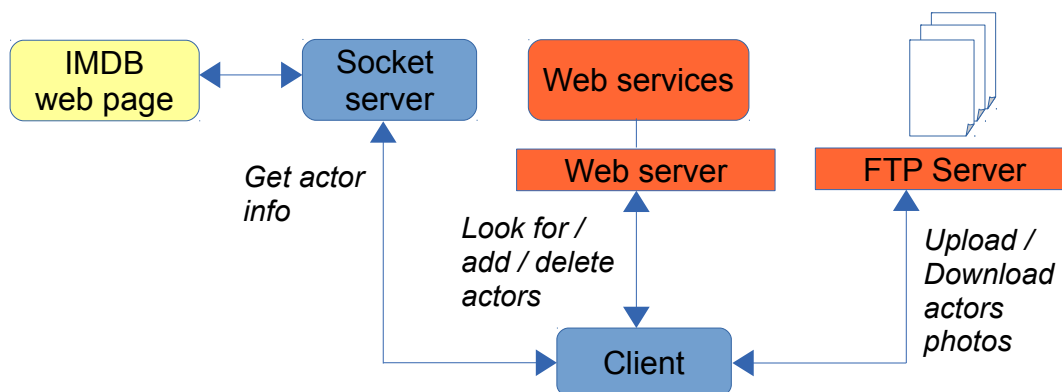 IMDB
web page
Socket
server
Web services
Web server
FTP Server
Get actor
info
Look for /
add / delete
actors
Upload /
Download
actors
photos
Client